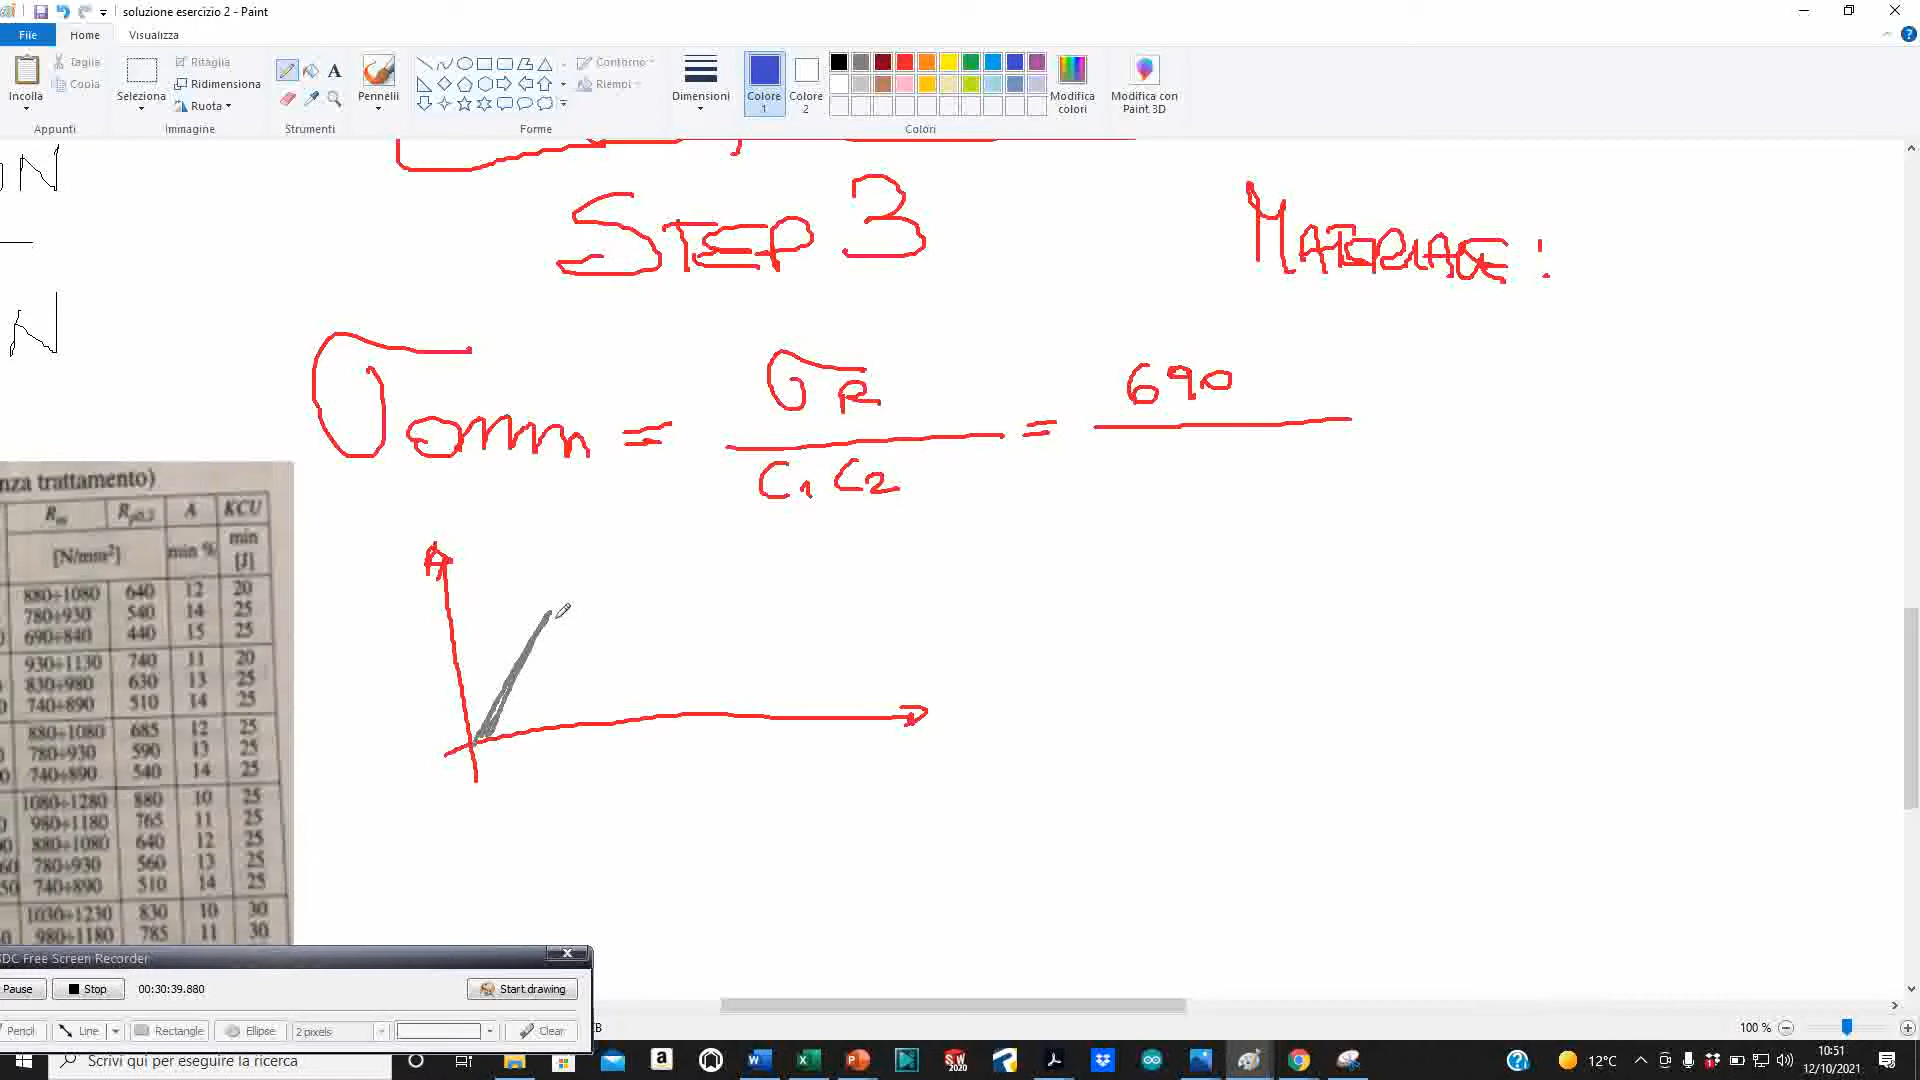 soluzione esercizio 2 - Paint
File Home Visualizza
Incolla
Taglia
Copia
Appunti
Seleziona
Ritaglia
Ridimensiona
Ruota
Immagine
A
Strumenti
Pennelli
Contorno
Riempi
Forme
Dimensioni
Colore 1
Colore 2
Modifica colori
Modifica con Paint 3D
Colori
N
N
STEP 3
MATERIALE :
σomm = σR / C1 C2 = 690
nza trattamento)
Rm Rp0,2 A KCU
[N/mm²] min % min [J]
880÷1080 640 12 20
780÷930 540 14 25
690÷840 440 15 25
930÷1130 740 11 20
830÷980 630 13 25
740÷890 510 14 25
880÷1080 685 12 25
780÷930 590 13 25
740÷890 540 14 25
1080÷1280 880 10 25
980÷1180 765 11 25
880÷1080 640 12 25
780÷930 560 13 25
740÷890 510 14 25
1030÷1230 830 10 30
980÷1180 785 11 30
SDC Free Screen Recorder
Pause Stop 00:30:39.880 Start drawing
Pencil Line Rectangle Ellipse 2 pixels Clear
100 %
Scrivi qui per eseguire la ricerca
12°C
10:51
12/10/2021